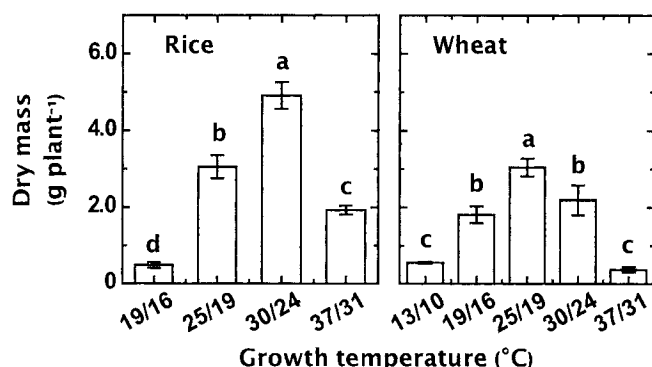 Rice
Wheat
Dry mass
(g plant⁻¹)
6.0
4.0
2.0
0
d
b
a
c
c
b
a
b
c
19/16
25/19
30/24
37/31
13/10
19/16
25/19
30/24
37/31
Growth temperature (°C)